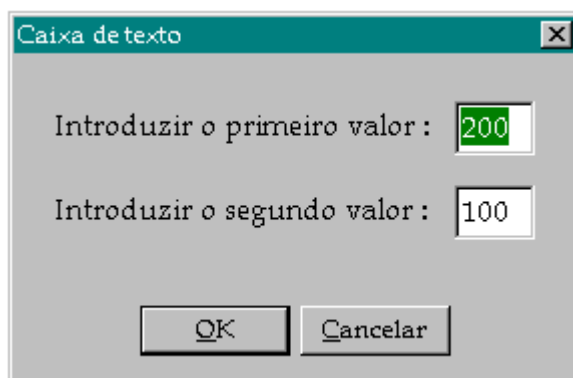 Caixa de texto
Introduzir o primeiro valor : 200
Introduzir o segundo valor : 100
OK Cancelar